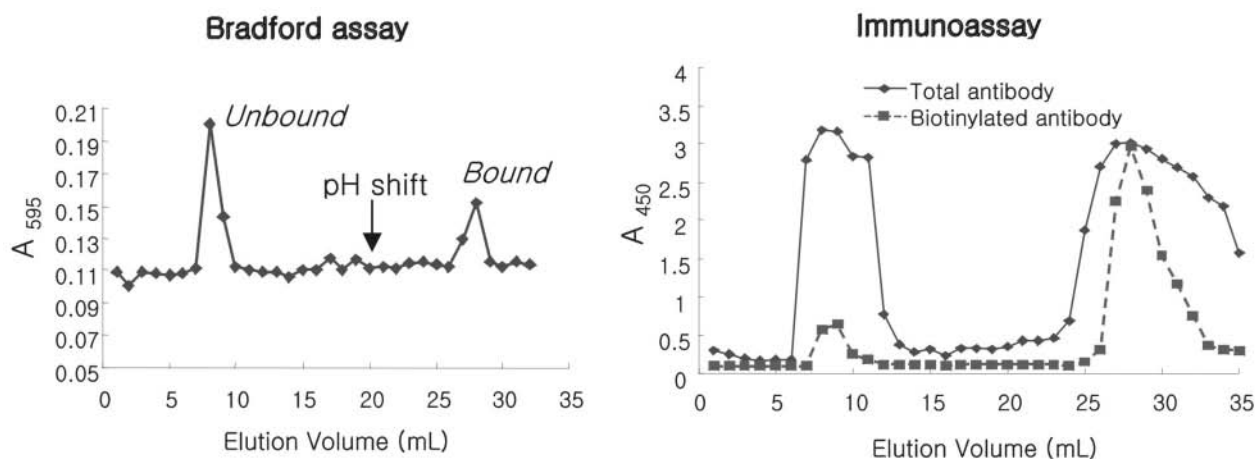 Bradford assay
0.21
0.19
0.17
0.15
0.13
0.11
0.09
0.07
0.05
A 595
Unbound
pH shift
Bound
0 5 10 15 20 25 30 35
Elution Volume (mL)
Immunoassay
4
3.5
3
2.5
2
1.5
1
0.5
0
A 450
Total antibody
Biotinylated antibody
0 5 10 15 20 25 30 35
Elution Volume (mL)